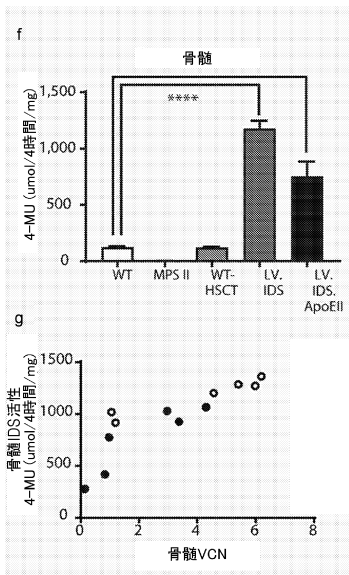 f
骨髄
****
4-MU (umol/4時間/mg)
1,500
1,000
500
0
WT
MPS II
WT-
HSCT
LV.
IDS
LV.
IDS.
ApoEII
g
骨髄IDS活性
4-MU (umol/4時間/mg)
1500
1000
500
0
0
2
4
6
8
骨髄VCN